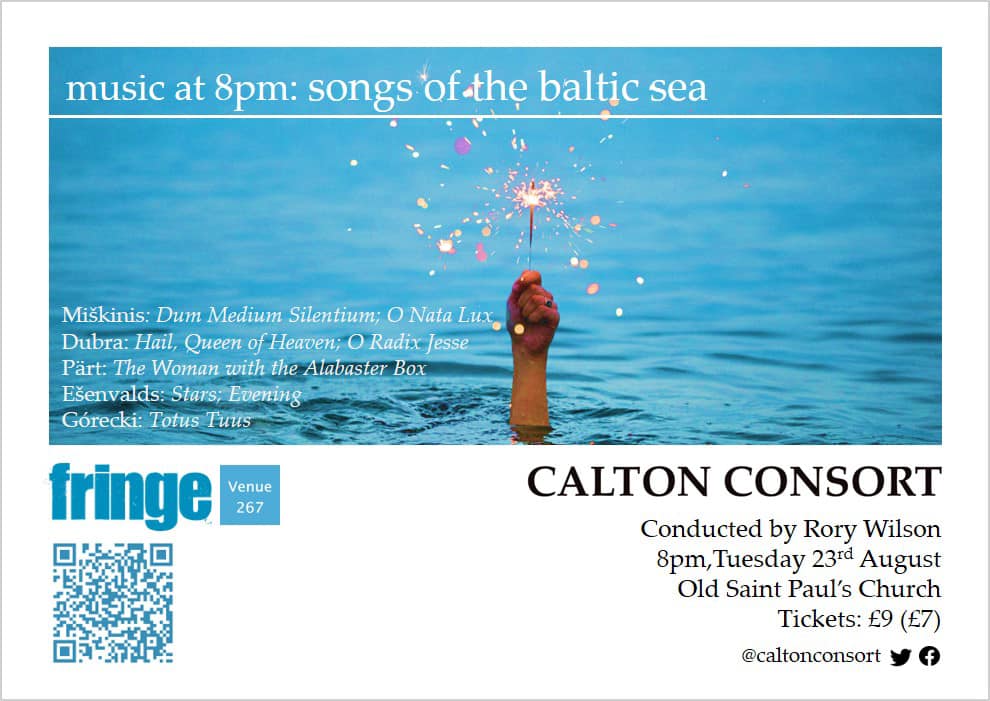 music at 8pm: songs of the baltic sea
Miškinis: Dum Medium Silentium; O Nata Lux
Dubra: Hail, Queen of Heaven; O Radix Jesse
Pärt: The Woman with the Alabaster Box
Ešenvalds: Stars; Evening
Górecki: Totus Tuus
fringe
Venue
267
CALTON CONSORT
Conducted by Rory Wilson
8pm,Tuesday 23rd August
Old Saint Paul’s Church
Tickets: £9 (£7)
@caltonconsort